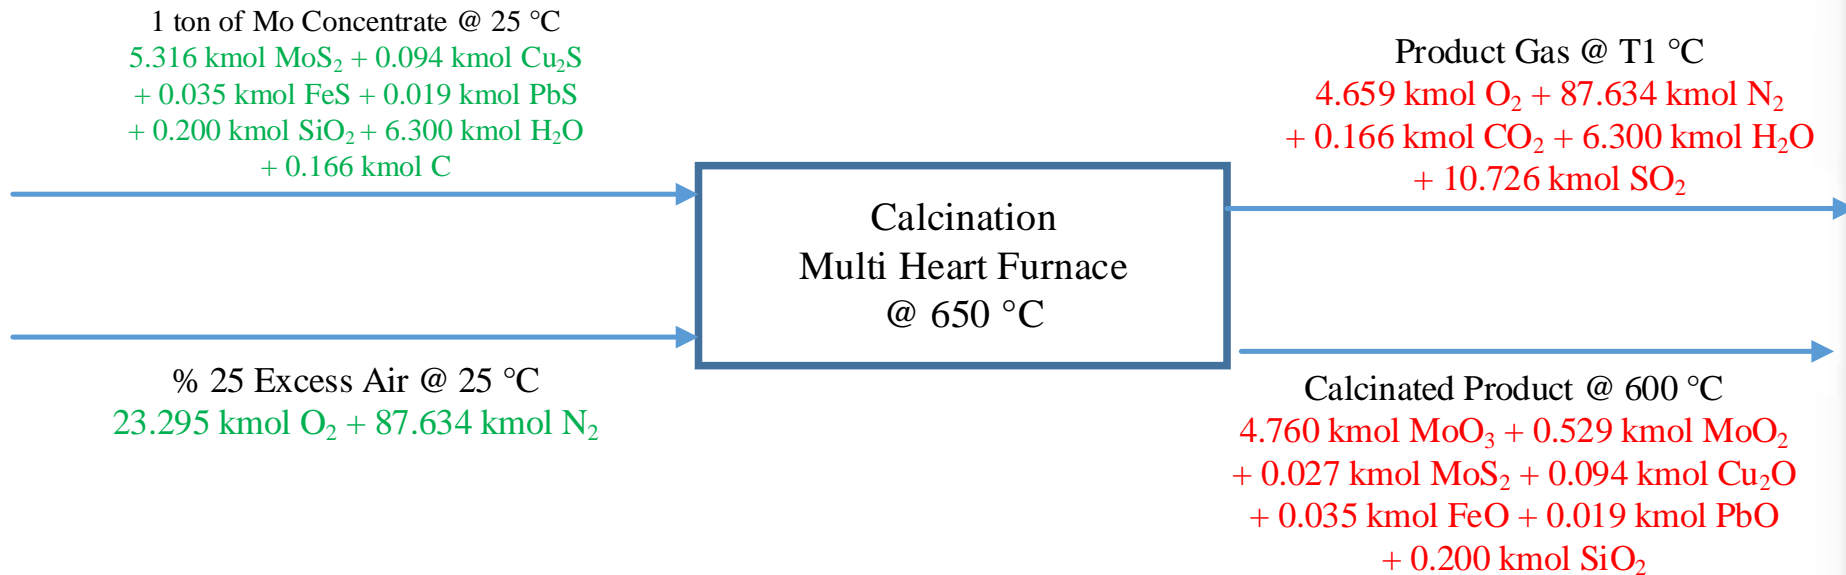 1 ton of Mo Concentrate @ 25 °C
5.316 kmol MoS₂ + 0.094 kmol Cu₂S
+ 0.035 kmol FeS + 0.019 kmol PbS
+ 0.200 kmol SiO₂ + 6.300 kmol H₂O
+ 0.166 kmol C
% 25 Excess Air @ 25 °C
23.295 kmol O₂ + 87.634 kmol N₂
Calcination
Multi Heart Furnace
@ 650 °C
Product Gas @ T1 °C
4.659 kmol O₂ + 87.634 kmol N₂
+ 0.166 kmol CO₂ + 6.300 kmol H₂O
+ 10.726 kmol SO₂
Calcinated Product @ 600 °C
4.760 kmol MoO₃ + 0.529 kmol MoO₂
+ 0.027 kmol MoS₂ + 0.094 kmol Cu₂O
+ 0.035 kmol FeO + 0.019 kmol PbO
+ 0.200 kmol SiO₂